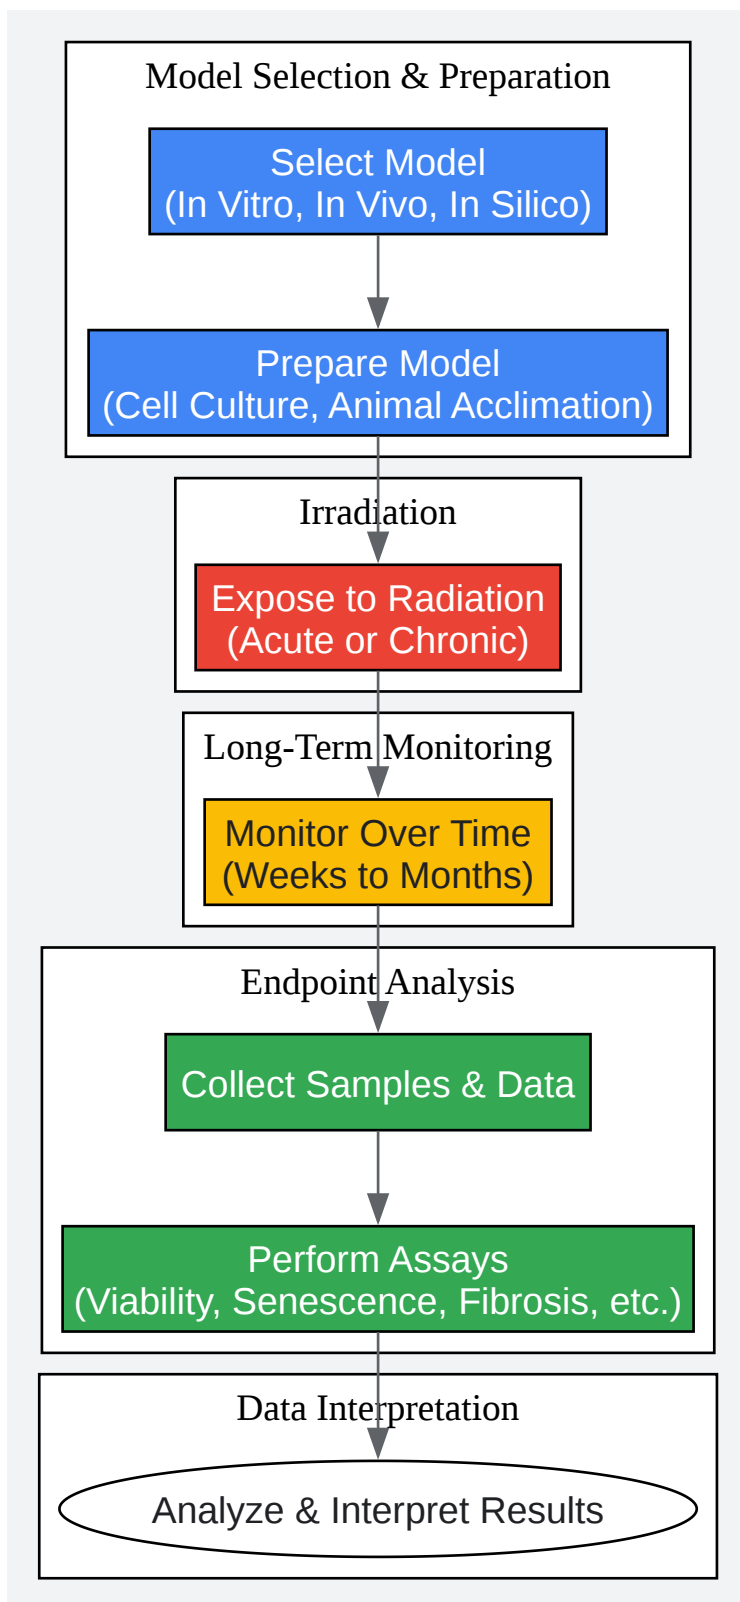 Model Selection & Preparation
Select Model
(In Vitro, In Vivo, In Silico)
Prepare Model
(Cell Culture, Animal Acclimation)
Irradiation
Expose to Radiation
(Acute or Chronic)
Long-Term Monitoring
Monitor Over Time
(Weeks to Months)
Endpoint Analysis
Collect Samples & Data
Perform Assays
(Viability, Senescence, Fibrosis, etc.)
Data Interpretation
Analyze & Interpret Results